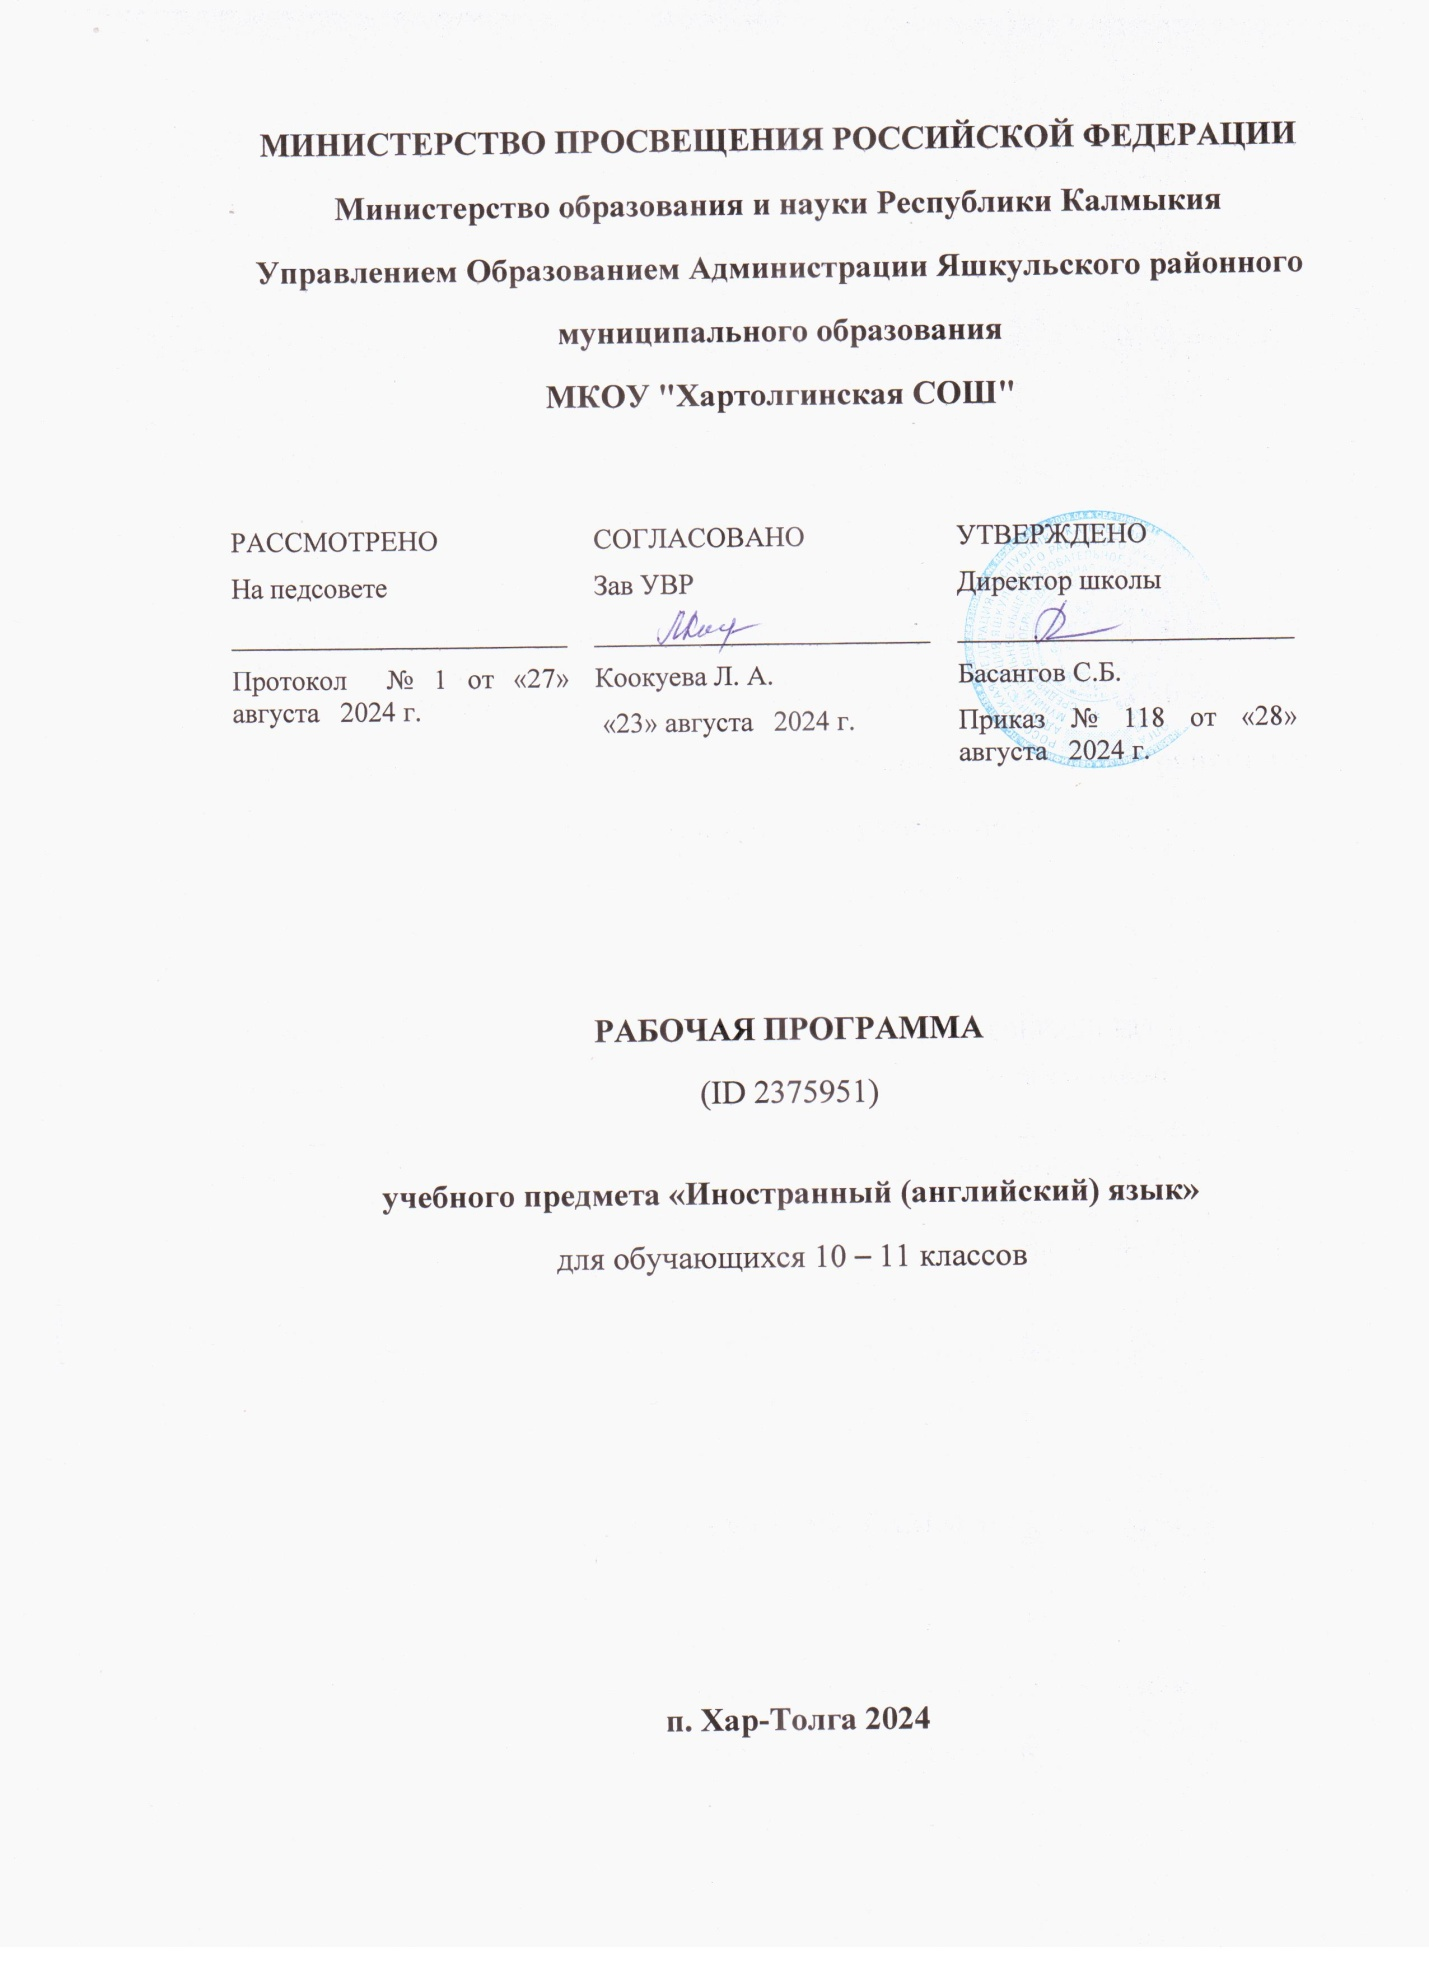 МИНИСТЕРСТВО ПРОСВЕЩЕНИЯ РОССИЙСКОЙ ФЕДЕРАЦИИ
Министерство образования и науки Республики Калмыкия
Управлением Образованием Администрации Яшкульского районного
муниципального образования
МКОУ "Хартолгинская СОШ"
РАССМОТРЕНО
На педсовете
Протокол № 1 от «27»
августа 2024 г.
СОГЛАСОВАНО
Зав УВР
Коокуева Л. А.
«23» августа 2024 г.
УТВЕРЖДЕНО
Директор школы
Басангов С.Б.
Приказ № 118 от «28»
августа 2024 г.
РАБОЧАЯ ПРОГРАММА
(ID 2375951)
учебного предмета «Иностранный (английский) язык»
для обучающихся 10 – 11 классов
п. Хар-Толга 2024